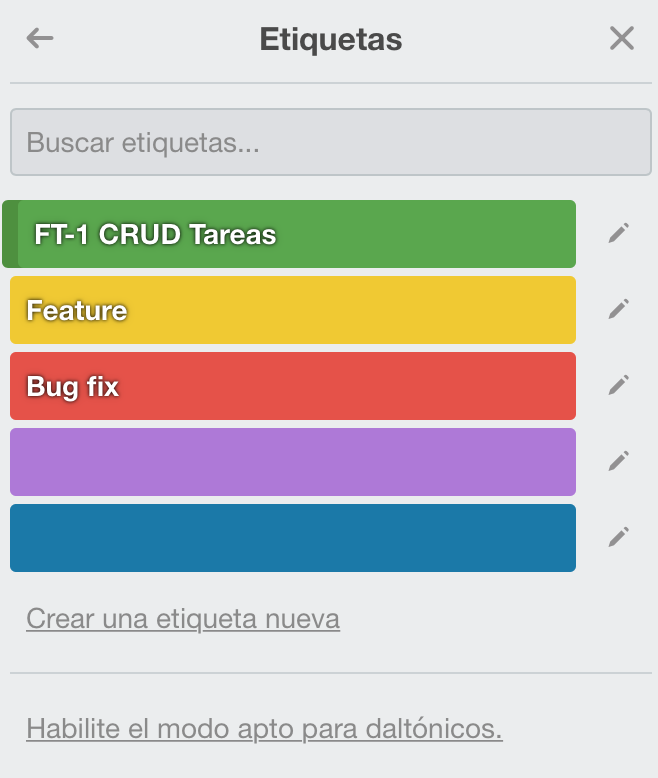 Etiquetas
Buscar etiquetas...
FT-1 CRUD Tareas
Feature
Bug fix
Crear una etiqueta nueva
Habilite el modo apto para daltónicos.